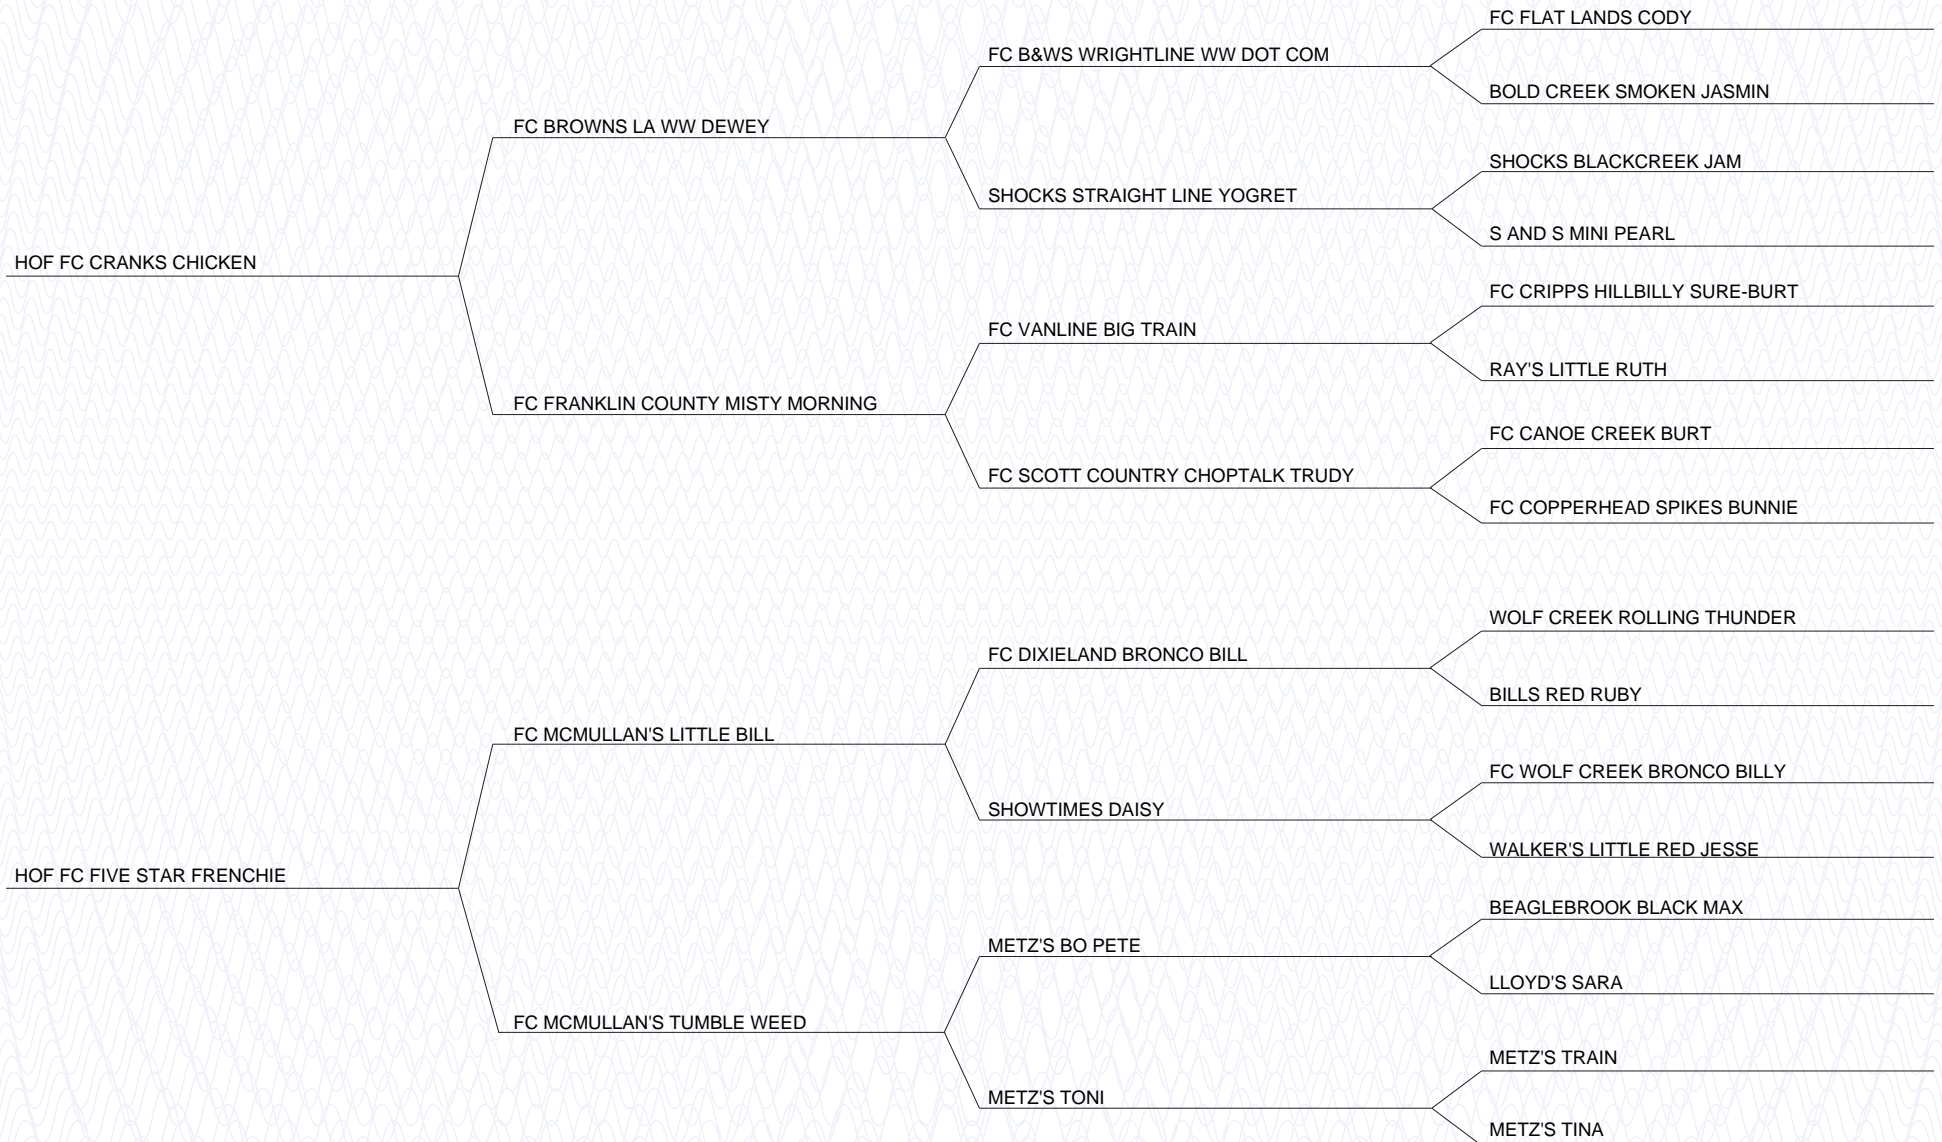 FC FLAT LANDS CODY
FC B&WS WRIGHTLINE WW DOT COM
BOLD CREEK SMOKEN JASMIN
FC BROWNS LA WW DEWEY
SHOCKS BLACKCREEK JAM
SHOCKS STRAIGHT LINE YOGRET
S AND S MINI PEARL
HOF FC CRANKS CHICKEN
FC CRIPPS HILLBILLY SURE-BURT
FC VANLINE BIG TRAIN
RAY'S LITTLE RUTH
FC FRANKLIN COUNTY MISTY MORNING
FC CANOE CREEK BURT
FC SCOTT COUNTRY CHOPTALK TRUDY
FC COPPERHEAD SPIKES BUNNIE
WOLF CREEK ROLLING THUNDER
FC DIXIELAND BRONCO BILL
BILLS RED RUBY
FC MCMULLAN'S LITTLE BILL
FC WOLF CREEK BRONCO BILLY
SHOWTIMES DAISY
WALKER'S LITTLE RED JESSE
HOF FC FIVE STAR FRENCHIE
BEAGLEBROOK BLACK MAX
METZ'S BO PETE
LLOYD'S SARA
FC MCMULLAN'S TUMBLE WEED
METZ'S TRAIN
METZ'S TONI
METZ'S TINA